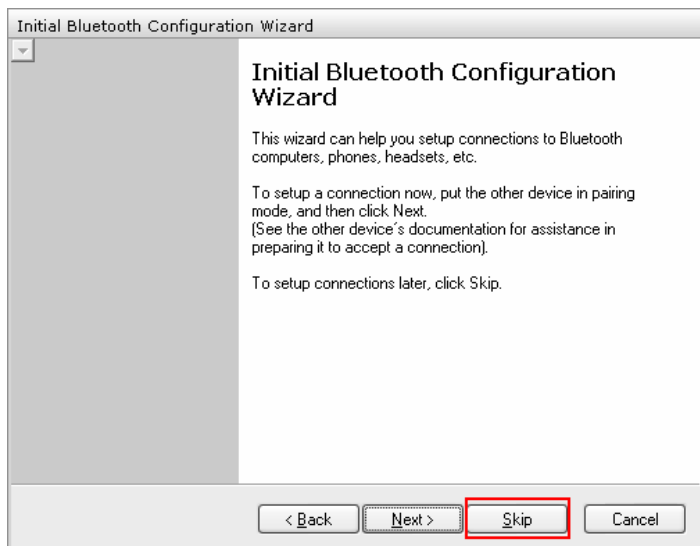 Initial Bluetooth Configuration Wizard
Initial Bluetooth Configuration
Wizard
This wizard can help you setup connections to Bluetooth
computers, phones, headsets, etc.
To setup a connection now, put the other device in pairing
mode, and then click Next.
(See the other device´s documentation for assistance in
preparing it to accept a connection).
To setup connections later, click Skip.
< Back Next > Skip Cancel